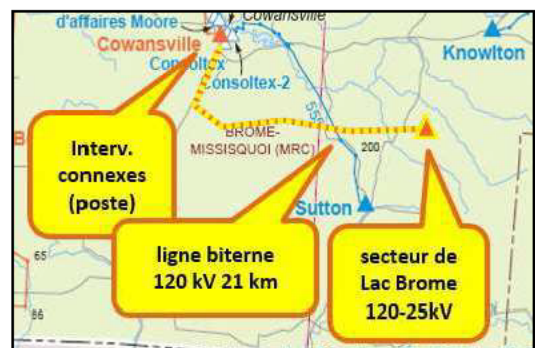 d'affaires Moore
Cowansville
Cowansville
Knowlton
Consoltex
Consoltex-2
BROME-
MISSISQUOI (MRC)
200
Interv.
connexes
(poste)
Sutton
ligne biterne
120 kV 21 km
secteur de
Lac Brome
120-25kV
65
66
B